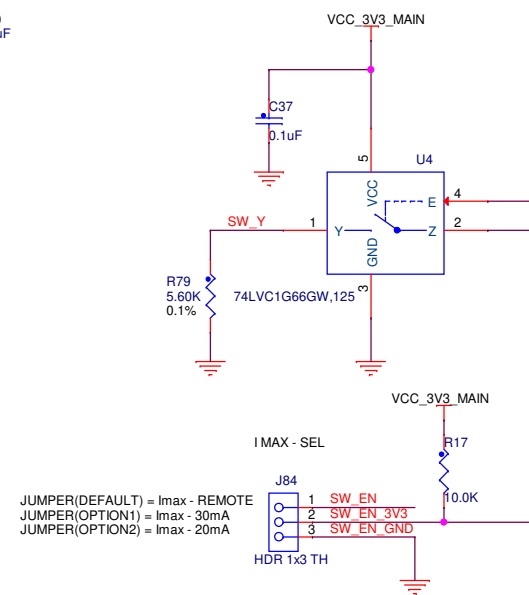 uF
VCC_3V3_MAIN
C37
0.1uF
U4
5
VCC
E
4
SW_Y
1
Y
Z
2
GND
3
R79
5.60K
0.1%
74LVC1G66GW,125
VCC_3V3_MAIN
I MAX - SEL
R17
10.0K
J84
JUMPER(DEFAULT) = Imax - REMOTE
JUMPER(OPTION1) = Imax - 30mA
JUMPER(OPTION2) = Imax - 20mA
1
SW_EN
2
SW_EN_3V3
3
SW_EN_GND
HDR 1x3 TH